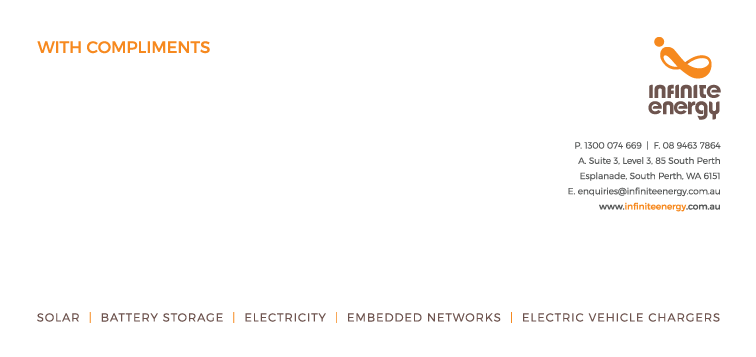 WITH COMPLIMENTS
infinite
energy
P. 1300 074 669 | F. 08 9463 7864
A. Suite 3, Level 3, 85 South Perth
Esplanade, South Perth, WA 6151
E. enquiries@infiniteenergy.com.au
www.infiniteenergy.com.au
SOLAR | BATTERY STORAGE | ELECTRICITY | EMBEDDED NETWORKS | ELECTRIC VEHICLE CHARGERS